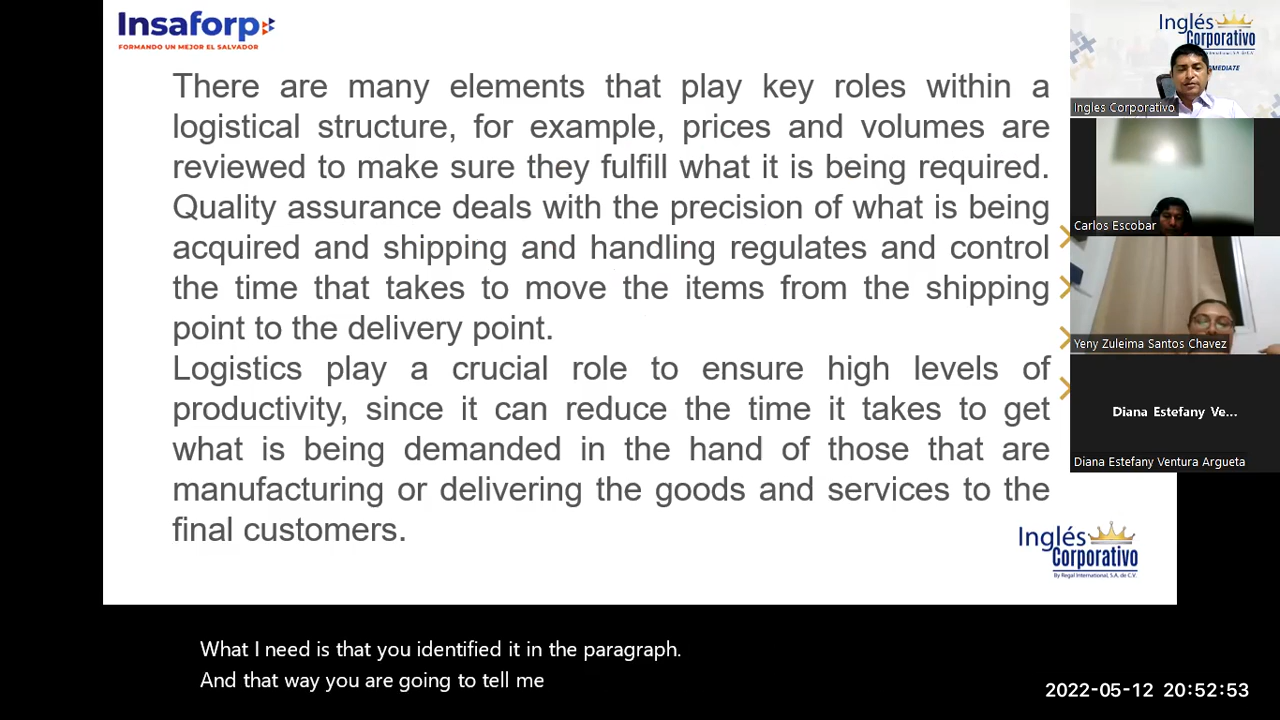 Insaforp
FORMANDO UN MEJOR EL SALVADOR
There are many elements that play key roles within a
logistical structure, for example, prices and volumes are
reviewed to make sure they fulfill what it is being required.
Quality assurance deals with the precision of what is being
acquired and shipping and handling regulates and control
the time that takes to move the items from the shipping
point to the delivery point.
Logistics play a crucial role to ensure high levels of
productivity, since it can reduce the time it takes to get
what is being demanded in the hand of those that are
manufacturing or delivering the goods and services to the
final customers.
Inglés
Corporativo
By Regal International, S.A. de C.V.
Inglés
Corporativo
Ingles Corporativo
Carlos Escobar
Yeny Zuleima Santos Chavez
Diana Estefany Ve...
Diana Estefany Ventura Argueta
What I need is that you identified it in the paragraph.
And that way you are going to tell me
2022-05-12 20:52:53